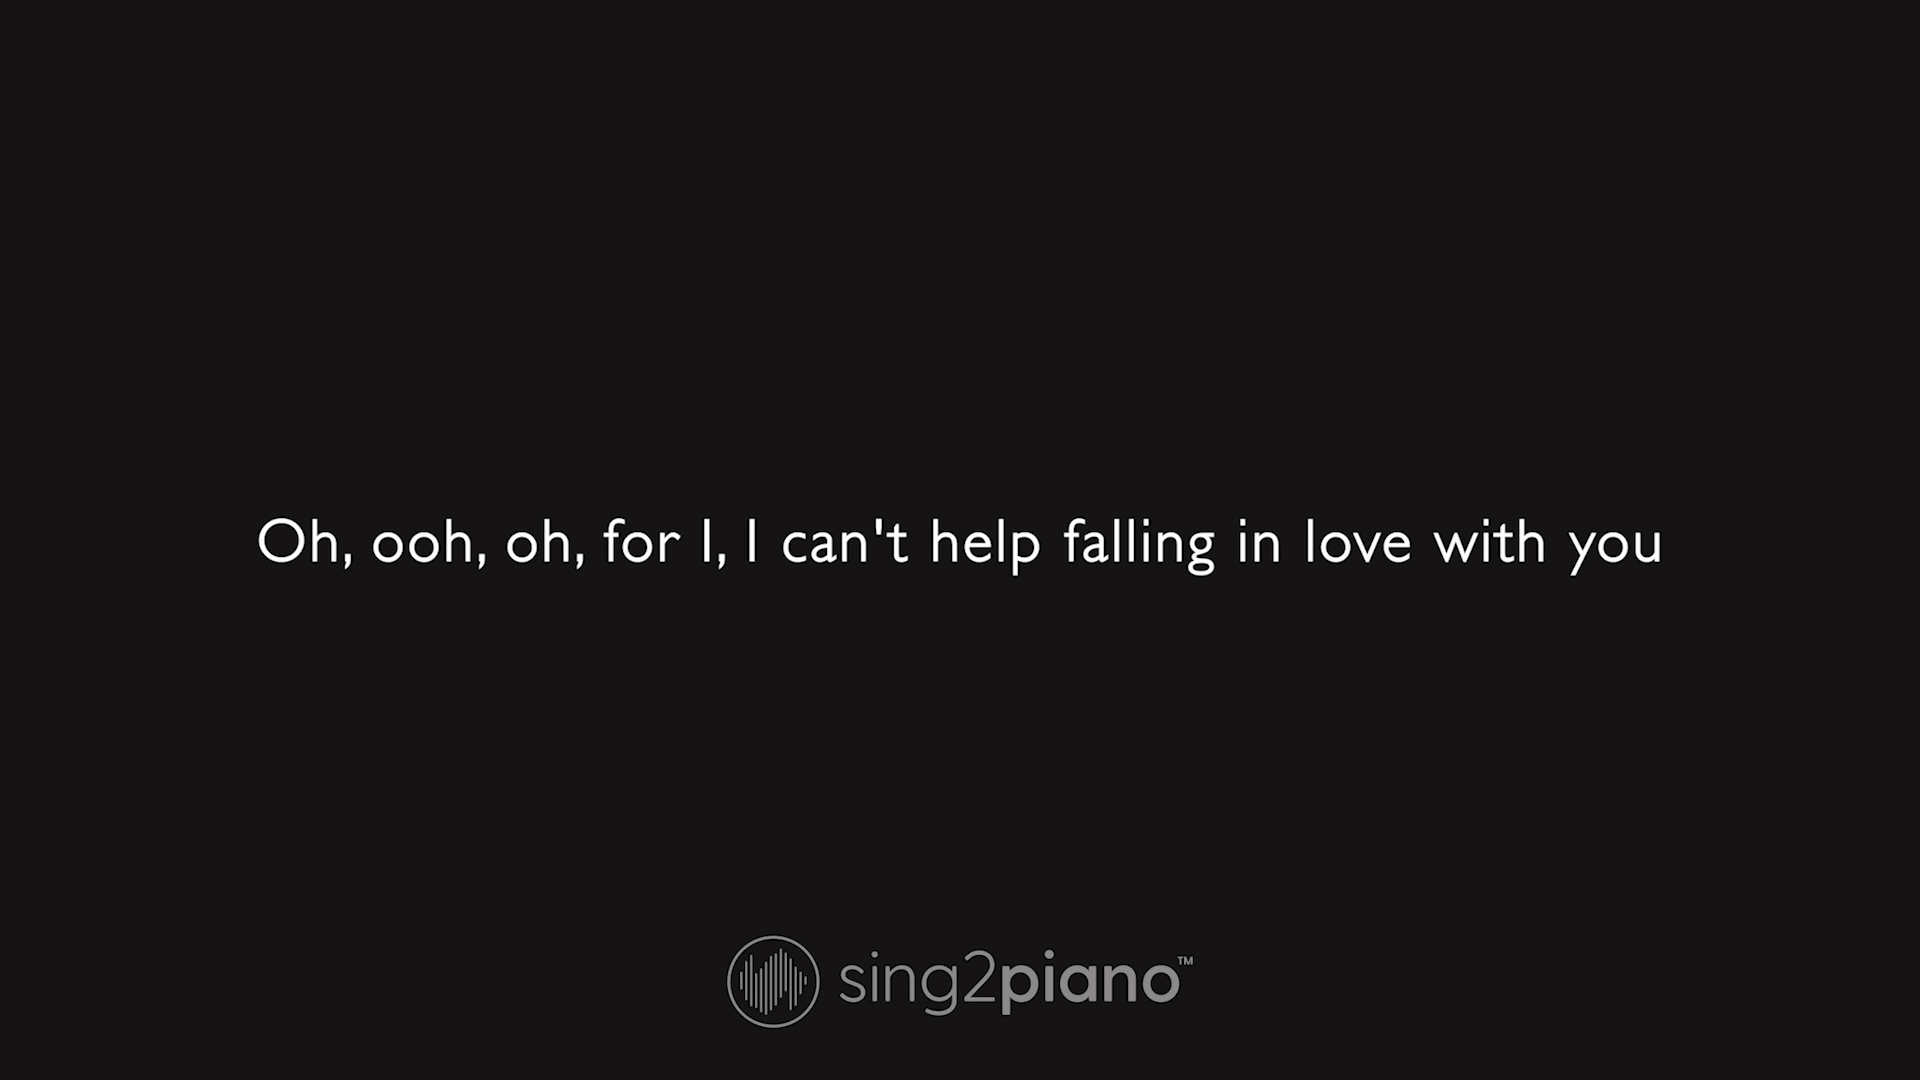 Oh, ooh, oh, for I, I can't help falling in love with you
sing2piano™